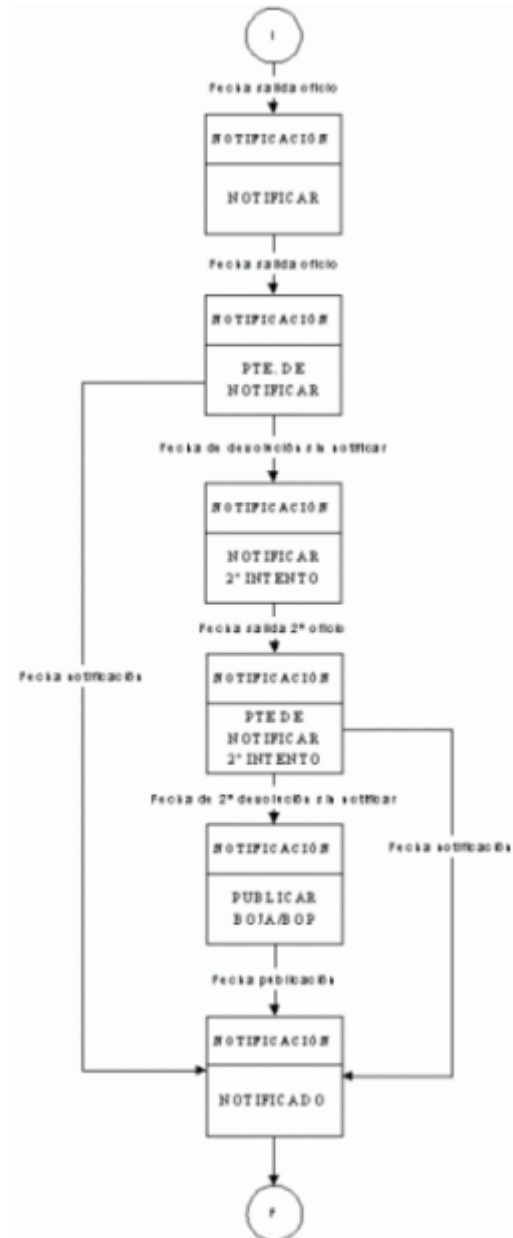 I
Fecha salida oficio
NOTIFICACIÓN
NOTIFICAR
Fecha salida oficio
NOTIFICACIÓN
PTE. DE
NOTIFICAR
Fecha de devolución sin notificar
NOTIFICACIÓN
NOTIFICAR
2º INTENTO
Fecha salida 2º oficio
NOTIFICACIÓN
Fecha notificación
PTE DE
NOTIFICAR
2º INTENTO
Fecha de 2ª devolución sin notificar
NOTIFICACIÓN
Fecha notificación
PUBLICAR
BOJA/BOP
Fecha publicación
NOTIFICACIÓN
NOTIFICADO
F